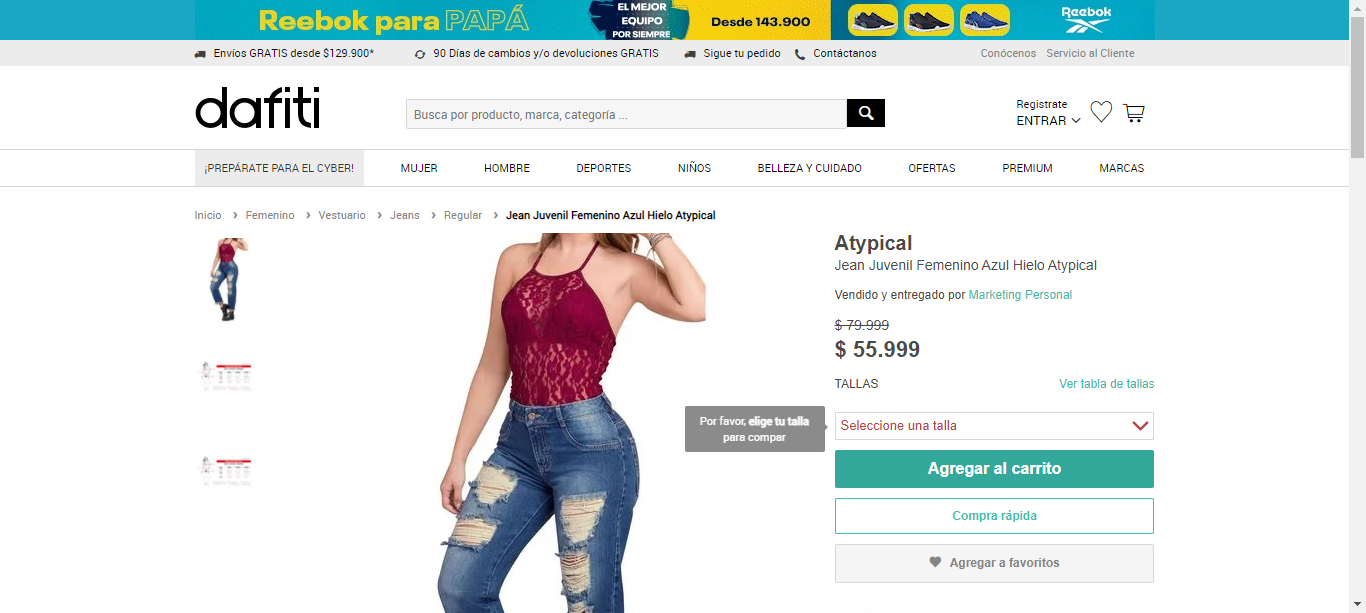 Reebok para PAPÁ
EL MEJOR
EQUIPO
POR SIEMPRE
Desde 143.900
Reebok
Envíos GRATIS desde $129.900*
90 Días de cambios y/o devoluciones GRATIS
Sigue tu pedido
Contáctanos
Conócenos
Servicio al Cliente
dafiti
Busca por producto, marca, categoría ...
Registrate
ENTRAR
¡PREPÁRATE PARA EL CYBER!
MUJER
HOMBRE
DEPORTES
NIÑOS
BELLEZA Y CUIDADO
OFERTAS
PREMIUM
MARCAS
Inicio > Femenino > Vestuario > Jeans > Regular > Jean Juvenil Femenino Azul Hielo Atypical
Atypical
Jean Juvenil Femenino Azul Hielo Atypical
Vendido y entregado por Marketing Personal
$ 79.999
$ 55.999
TALLAS
Ver tabla de tallas
Por favor, elige tu talla
para compar
Seleccione una talla
Agregar al carrito
Compra rápida
Agregar a favoritos